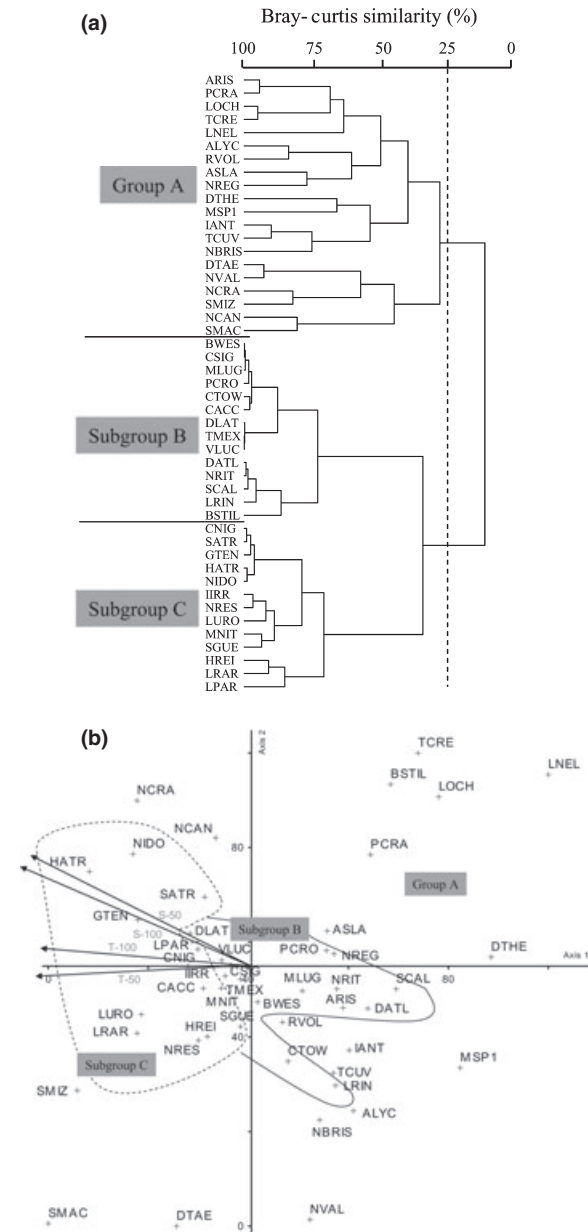 (a)
Bray- curtis similarity (%)
100 75 50 25 0
ARIS
PCRA
LOCH
TCRE
LNEL
ALYC
RVOL
Group A
ASLA
NREG
DTHE
MSP1
IANT
TCUV
NBRIS
DTAE
NVAL
NCRA
SMIZ
NCAN
SMAC
BWES
CSIG
MLUG
PCRO
CTOW
CACC
DLAT
Subgroup B
TMEX
VLUC
DATL
NRIT
SCAL
LRIN
BSTIL
CNIG
SATR
GTEN
HATR
NIDO
IIRR
Subgroup C
NRES
LURO
MNIT
SGUE
HREI
LRAR
LPAR
(b)
Axis 2
TCRE
LNEL
BSTIL
LOCH
NCRA
NCAN
NIDO
80
PCRA
HATR
Group A
SATR
GTEN
S-50
Subgroup B
ASLA
S-100
DLAT
LPAR
VLUC
PCRO
NREG
DTHE
T-100
CNIG
Axis 1
0
40
80
T-50
IIRR
CSIG
MLUG
NRIT
SCAL
CACC
TMEX
MNIT
BWES
ARIS
DATL
LURO
SGUE
RVOL
LRAR
HREI
40
NRES
CTOW
IANT
Subgroup C
TCUV
MSP1
SMIZ
LRIN
ALYC
NBRIS
SMAC
DTAE
NVAL
0